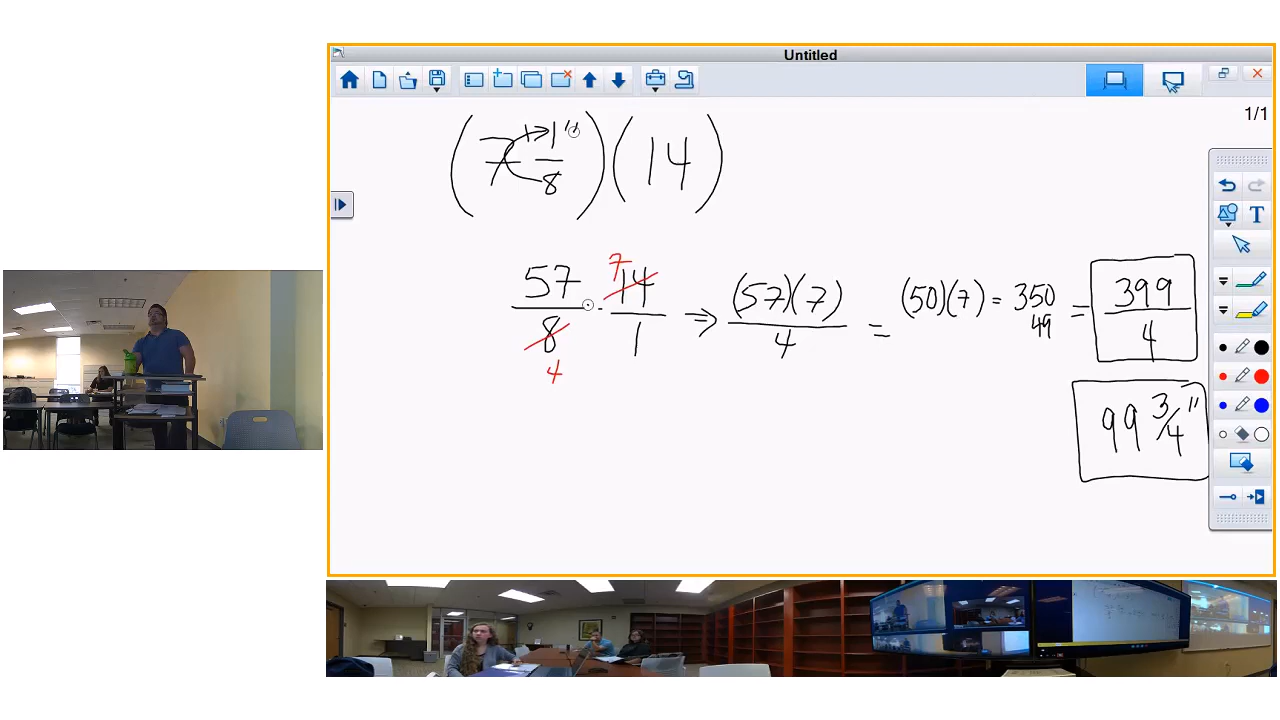 Untitled
1/1
(7 1/8")(14)
57/8 · 14/1 ⇒ (57)(7)/4 = (50)(7) = 350 = 399/4
7
49
4
99 3/4"
T